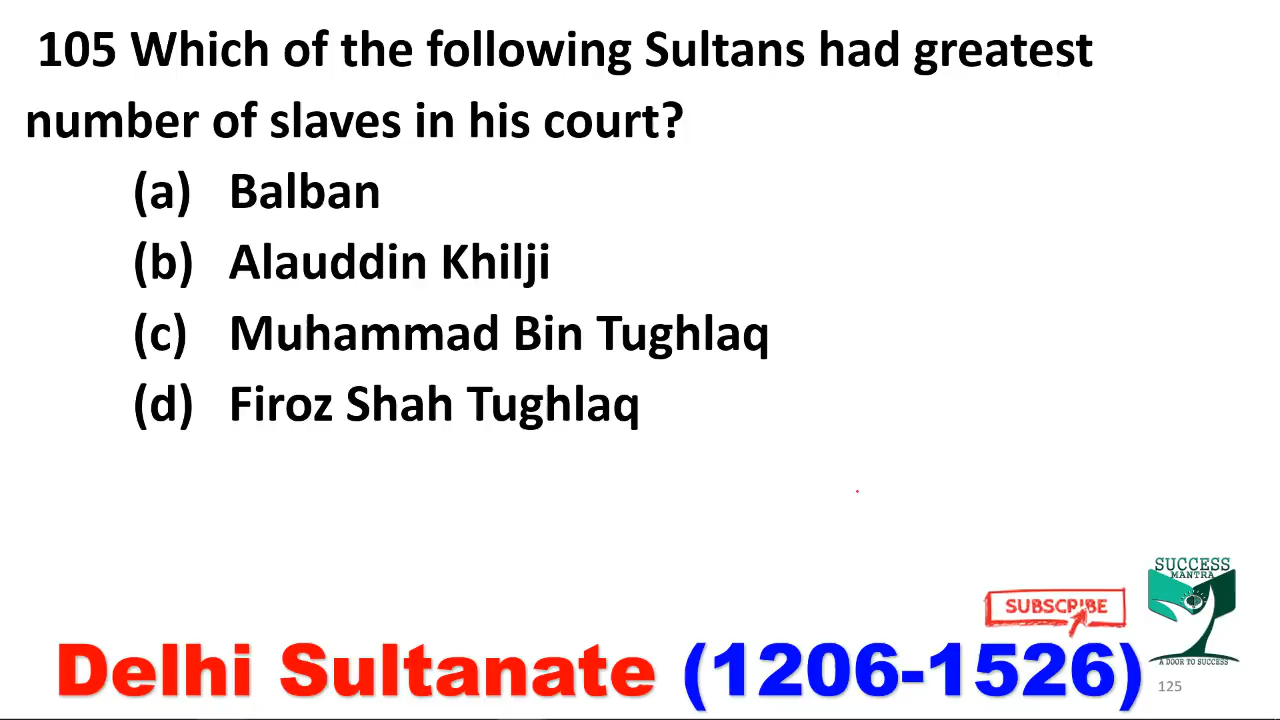 105 Which of the following Sultans had greatest
number of slaves in his court?
(a) Balban
(b) Alauddin Khilji
(c) Muhammad Bin Tughlaq
(d) Firoz Shah Tughlaq
SUCCESS
MANTRA
SUBSCRIBE
A DOOR TO SUCCESS
Delhi Sultanate (1206-1526)
125